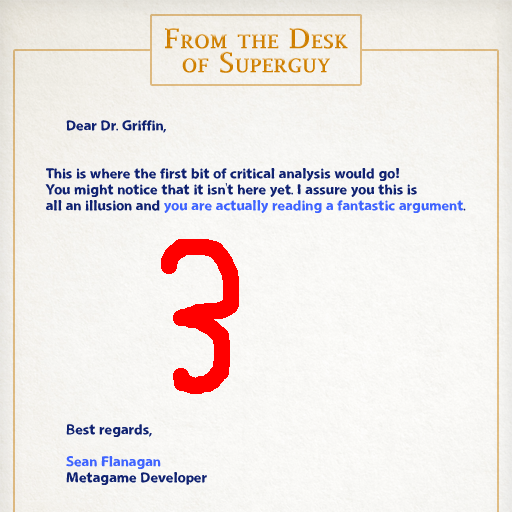 From the Desk
of Superguy
Dear Dr. Griffin,
This is where the first bit of critical analysis would go!
You might notice that it isn't here yet. I assure you this is
all an illusion and you are actually reading a fantastic argument.
3
Best regards,
Sean Flanagan
Metagame Developer